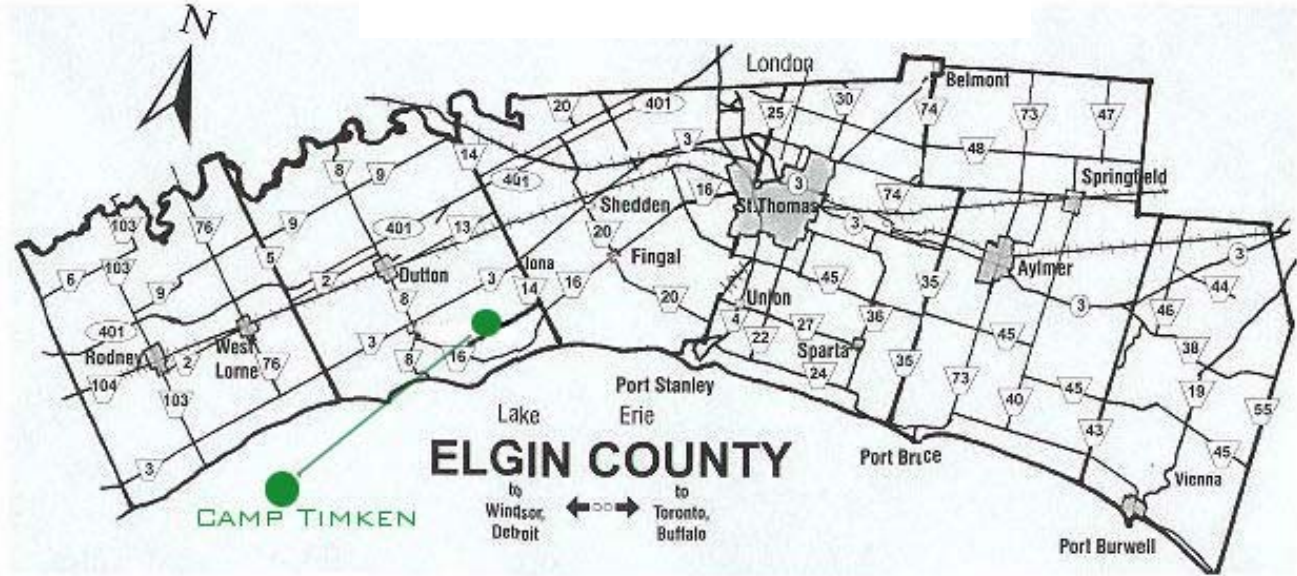 N
London
Belmont
20
401
25
30
74
73
47
14
3
48
8
9
401
16
3
Springfield
103
76
9
Shedden
St.Thomas
74
401
13
20
3
6
103
5
Dutton
Iona
Fingal
Aylmer
3
9
2
8
3
14
16
45
35
44
401
20
Union
3
46
Rodney
2
West
Lorne
3
4
27
36
45
38
104
76
8
16
22
Sparta
35
103
24
73
40
45
19
Port Stanley
55
Lake Erie
43
45
3
ELGIN COUNTY
Port Bruce
Vienna
CAMP TIMKEN
to
Windsor,
Detroit
to
Toronto,
Buffalo
Port Burwell